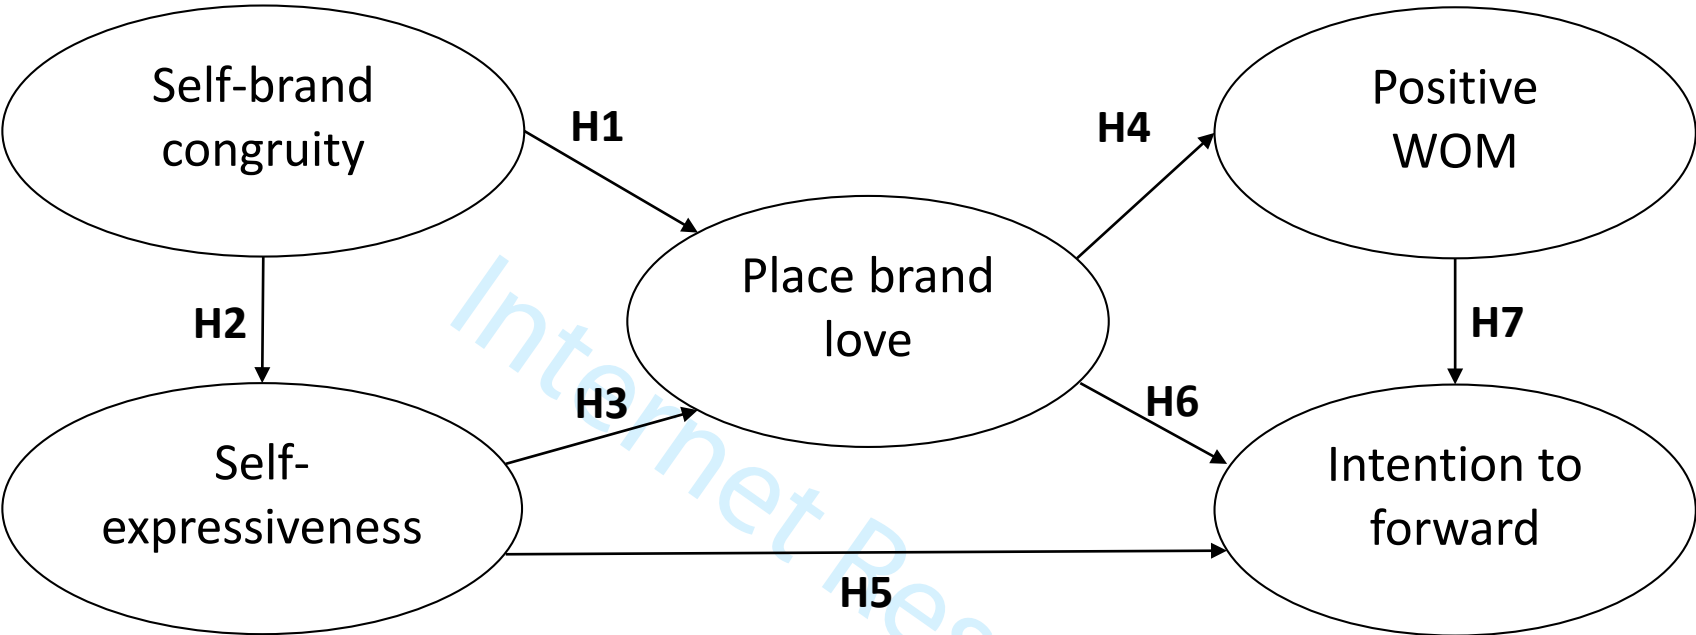 Self-brand
congruity
H1
H2
Self-
expressiveness
H3
Place brand
love
H4
Positive
WOM
H7
H6
Intention to
forward
H5
Internet Res